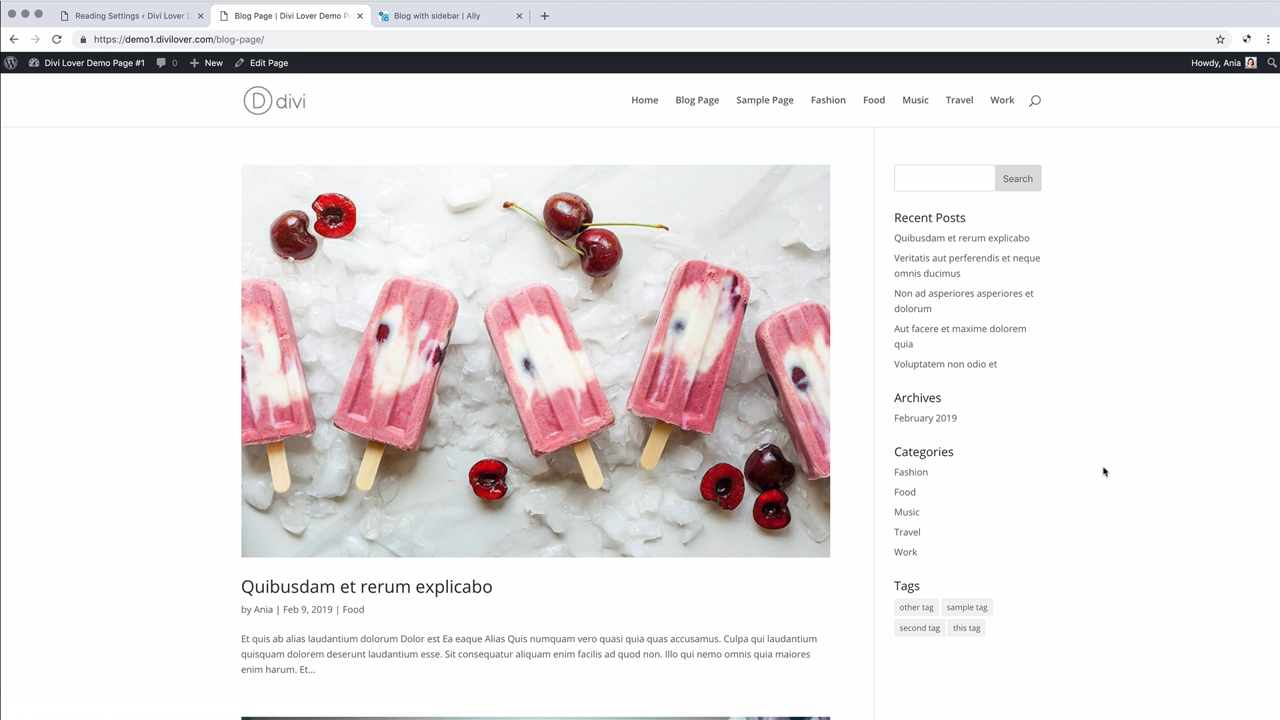 Reading Settings ‹ Divi Lover D
Blog Page | Divi Lover Demo P
Blog with sidebar | Ally
https://demo1.divilover.com/blog-page/
Divi Lover Demo Page #1
0
New
Edit Page
Howdy, Ania
D divi
Home
Blog Page
Sample Page
Fashion
Food
Music
Travel
Work
Search
Recent Posts
Quibusdam et rerum explicabo
Veritatis aut perferendis et neque
omnis ducimus
Non ad asperiores asperiores et
dolorum
Aut facere et maxime dolorem
quia
Voluptatem non odio et
Archives
February 2019
Categories
Fashion
Food
Music
Travel
Work
Tags
other tag
sample tag
second tag
this tag
Quibusdam et rerum explicabo
by Ania | Feb 9, 2019 | Food
Et quis ab alias laudantium dolorum Dolor est Ea eaque Alias Quis numquam vero quasi quia quas accusamus. Culpa qui laudantium
quisquam dolorem deserunt laudantium esse. Sit consequatur aliquam enim facilis ad quod non. Illo qui nemo omnis quia maiores
enim harum. Et...